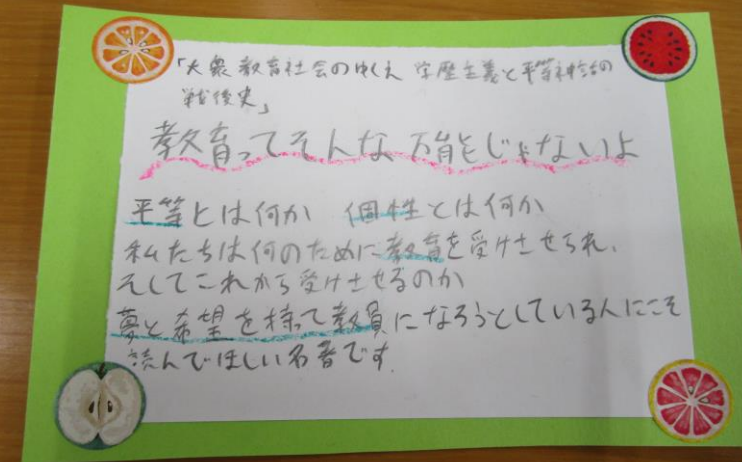 「大衆教育社会のゆくえ 学歴主義と平等神話の
戦後史」
教育ってそんな万能じゃないよ
平等とは何か 個性とは何か
私たちは何のために教育を受けさせられ、
そしてこれから受けさせるのか
夢と希望を持って教員になろうとしている人にこそ
読んでほしい名著です.